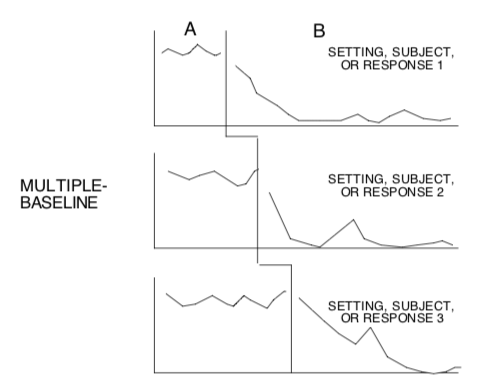 A
B
SETTING, SUBJECT,
OR RESPONSE 1
MULTIPLE-
BASELINE
SETTING, SUBJECT,
OR RESPONSE 2
SETTING, SUBJECT,
OR RESPONSE 3